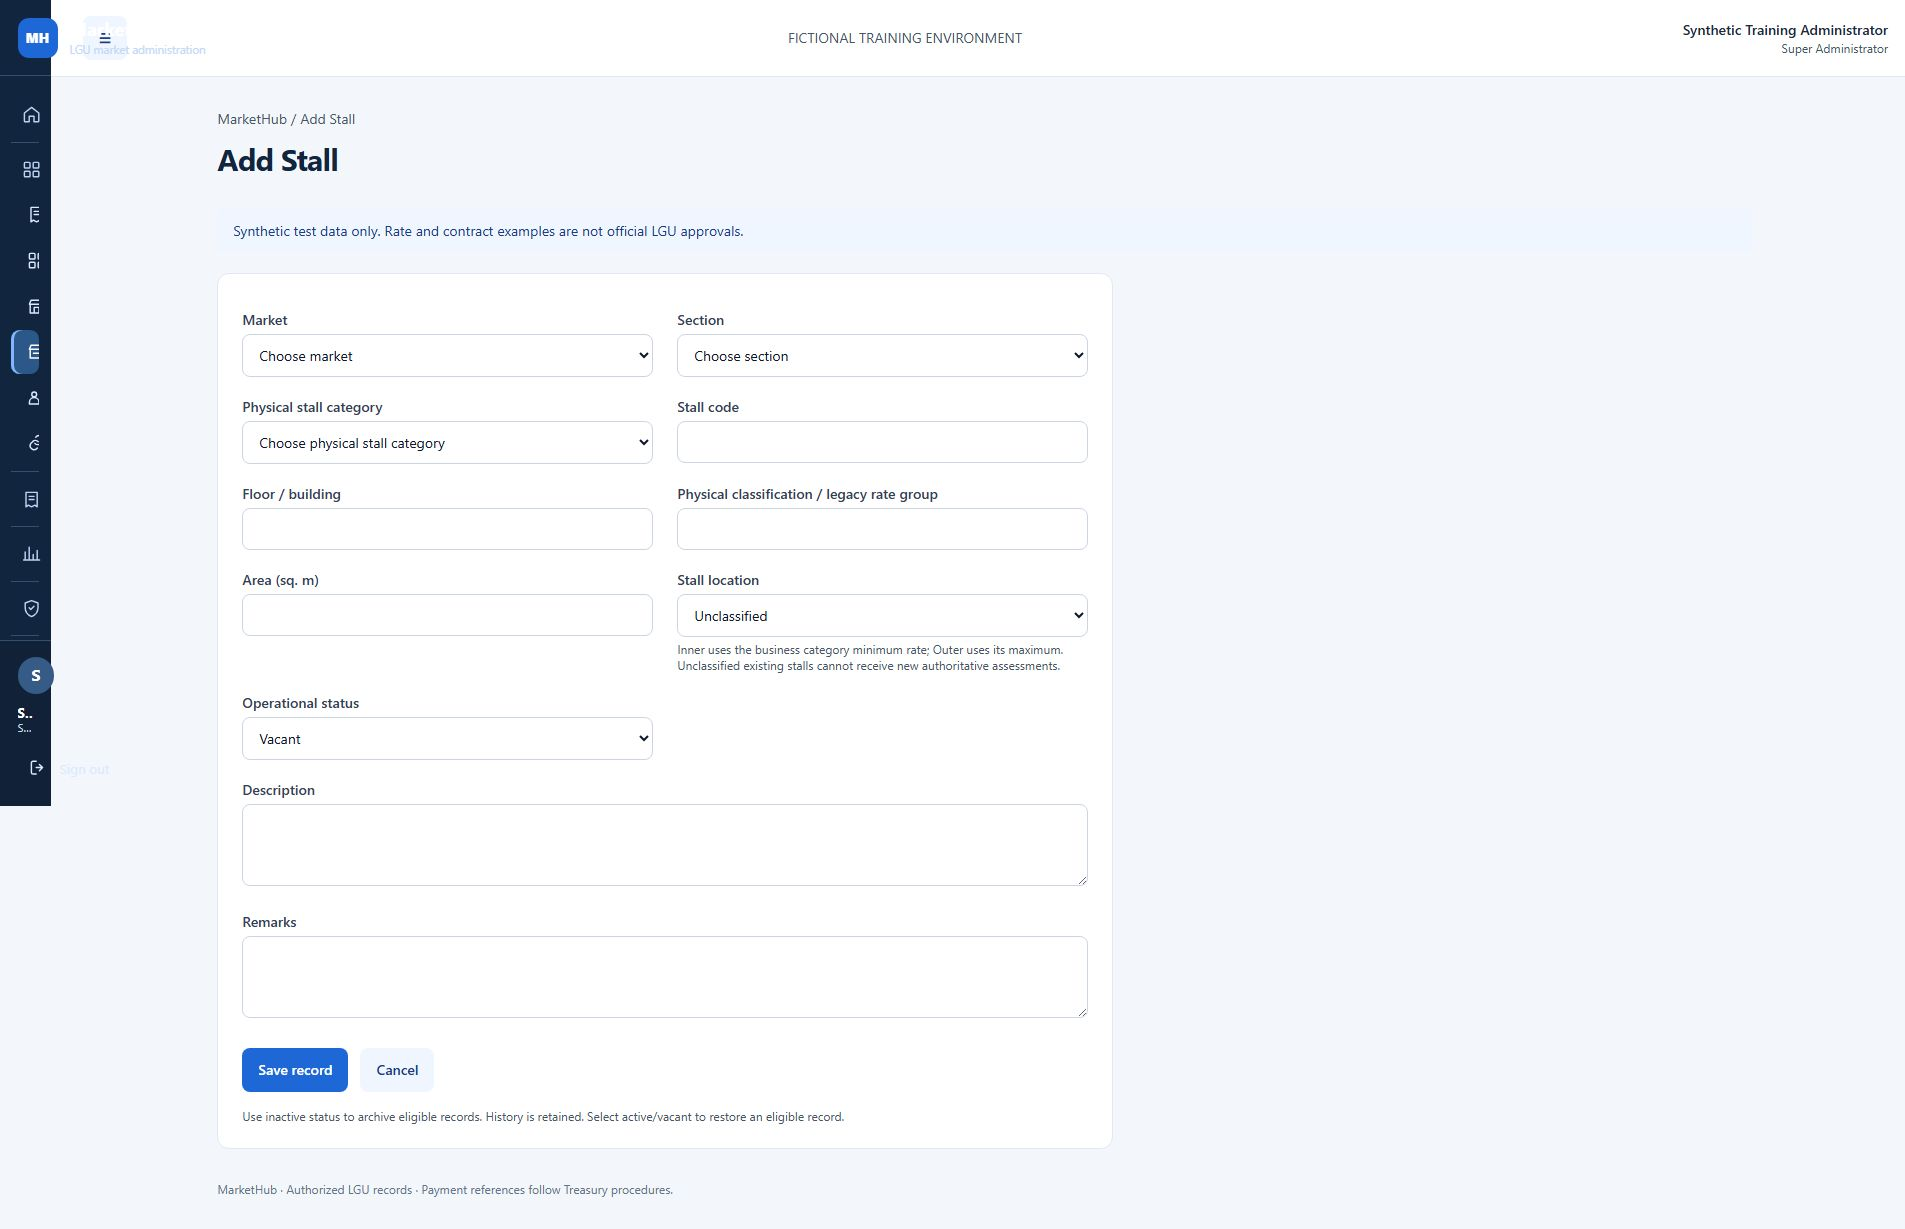 MH
LGU market administration
FICTIONAL TRAINING ENVIRONMENT
Synthetic Training Administrator
Super Administrator
MarketHub / Add Stall
Add Stall
Synthetic test data only. Rate and contract examples are not official LGU approvals.
Market
Section
Choose market
Choose section
Physical stall category
Stall code
Choose physical stall category
Floor / building
Physical classification / legacy rate group
Area (sq. m)
Stall location
Unclassified
Inner uses the business category minimum rate; Outer uses its maximum.
Unclassified existing stalls cannot receive new authoritative assessments.
S
S..
S...
Operational status
Vacant
Sign out
Description
Remarks
Save record
Cancel
Use inactive status to archive eligible records. History is retained. Select active/vacant to restore an eligible record.
MarketHub · Authorized LGU records · Payment references follow Treasury procedures.